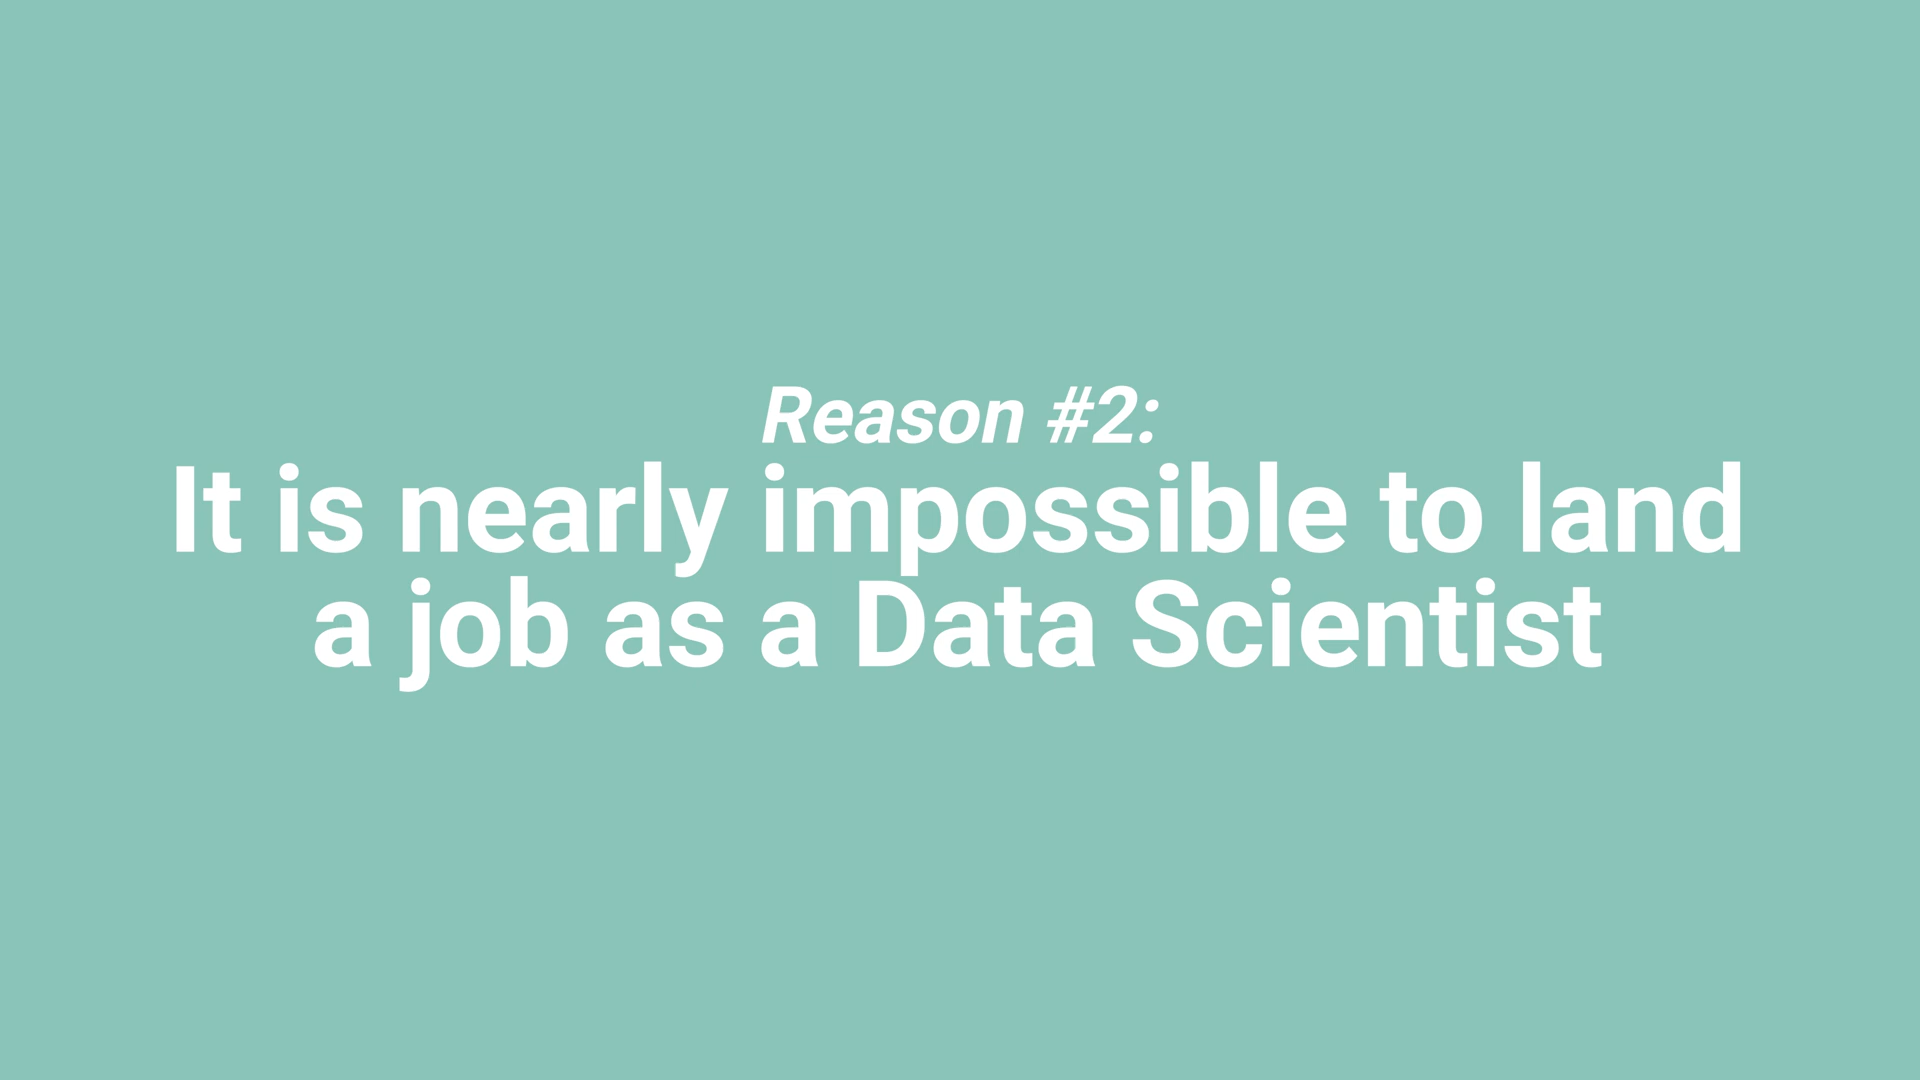 Reason #2:
It is nearly impossible to land
a job as a Data Scientist